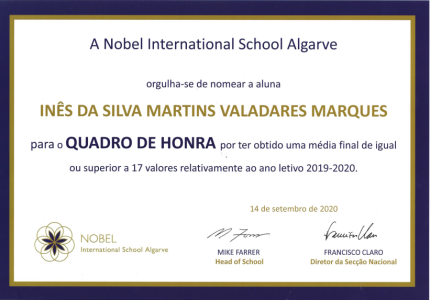 A Nobel International School Algarve
orgulha-se de nomear a aluna
INÊS DA SILVA MARTINS VALADARES MARQUES
para o QUADRO DE HONRA por ter obtido uma média final de igual
ou superior a 17 valores relativamente ao ano letivo 2019-2020.
14 de setembro de 2020
NOBEL
International School Algarve
MIKE FARRER
Head of School
FRANCISCO CLARO
Diretor da Secção Nacional